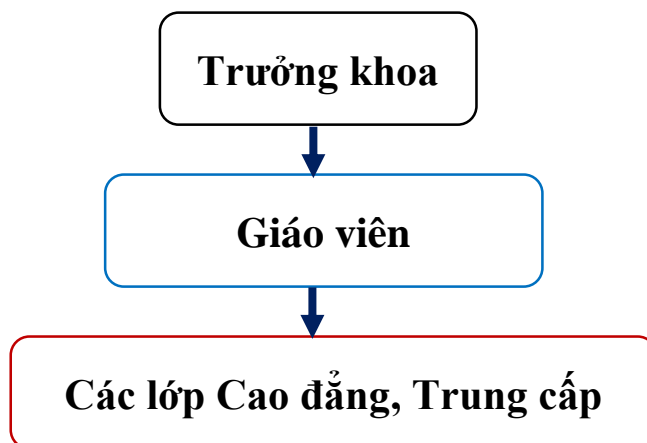 Trưởng khoa
Giáo viên
Các lớp Cao đẳng, Trung cấp